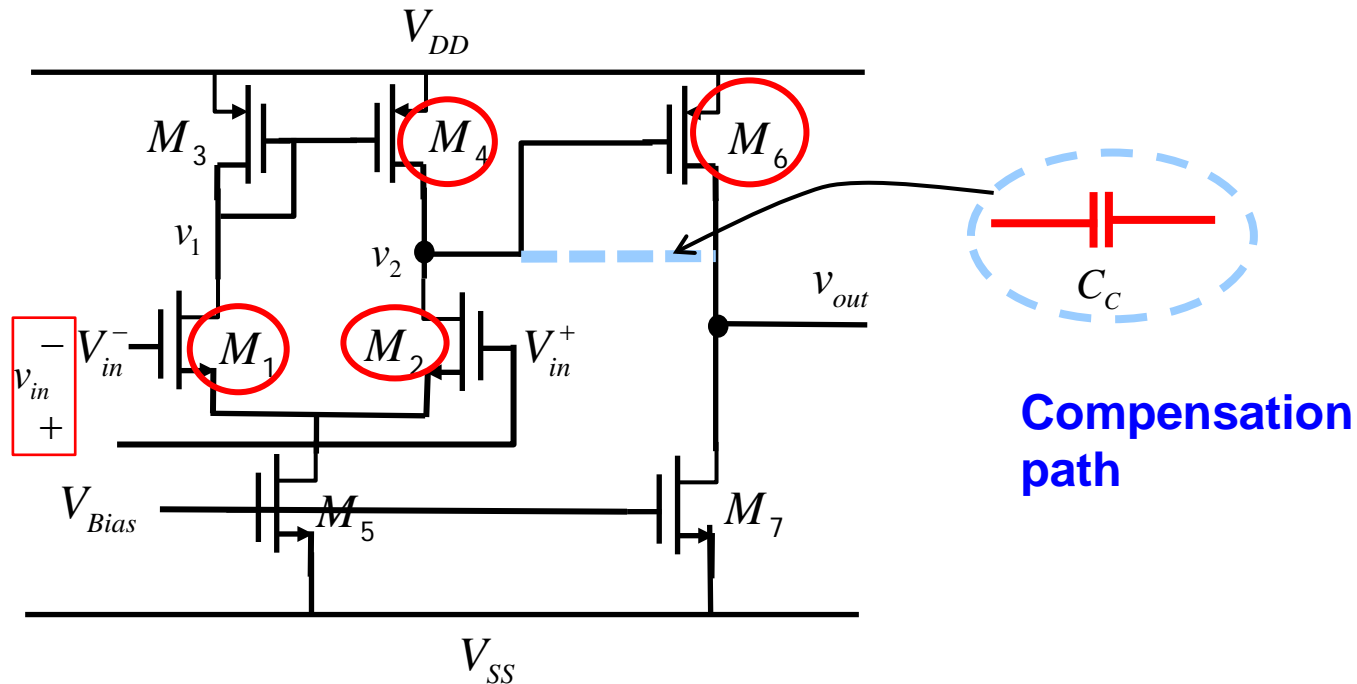 V_DD
M_3
M_4
M_6
v_1
v_2
C_C
v_out
− V_in^-
M_1
M_2
V_in^+
v_in
+
Compensation
path
V_Bias
M_5
M_7
V_SS